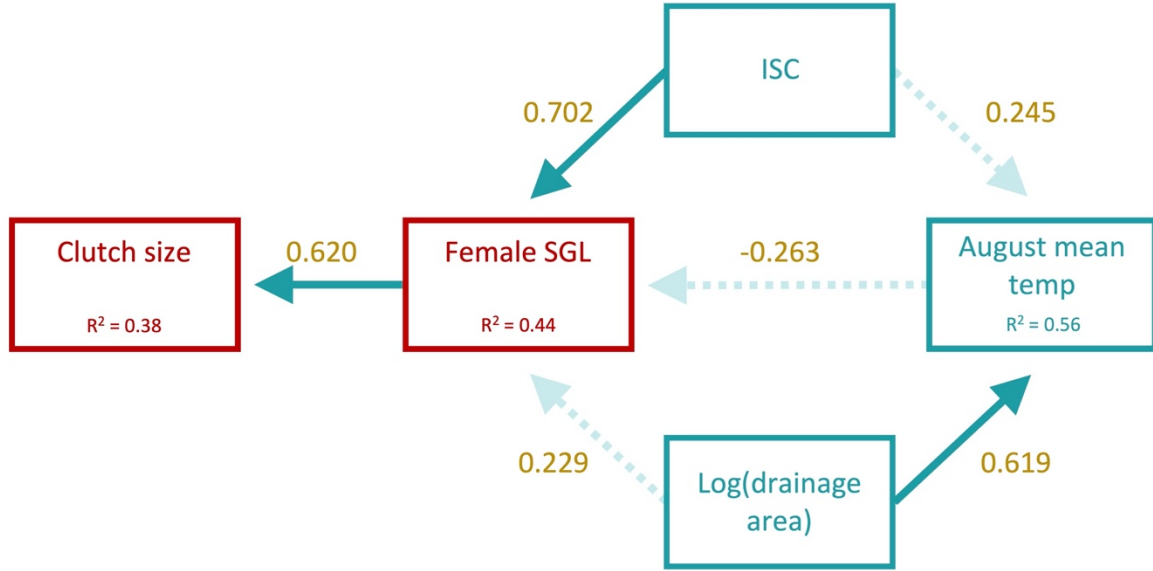 ISC
0.702
0.245
Clutch size
R² = 0.38
0.620
Female SGL
R² = 0.44
-0.263
August mean
temp
R² = 0.56
0.229
Log(drainage
area)
0.619